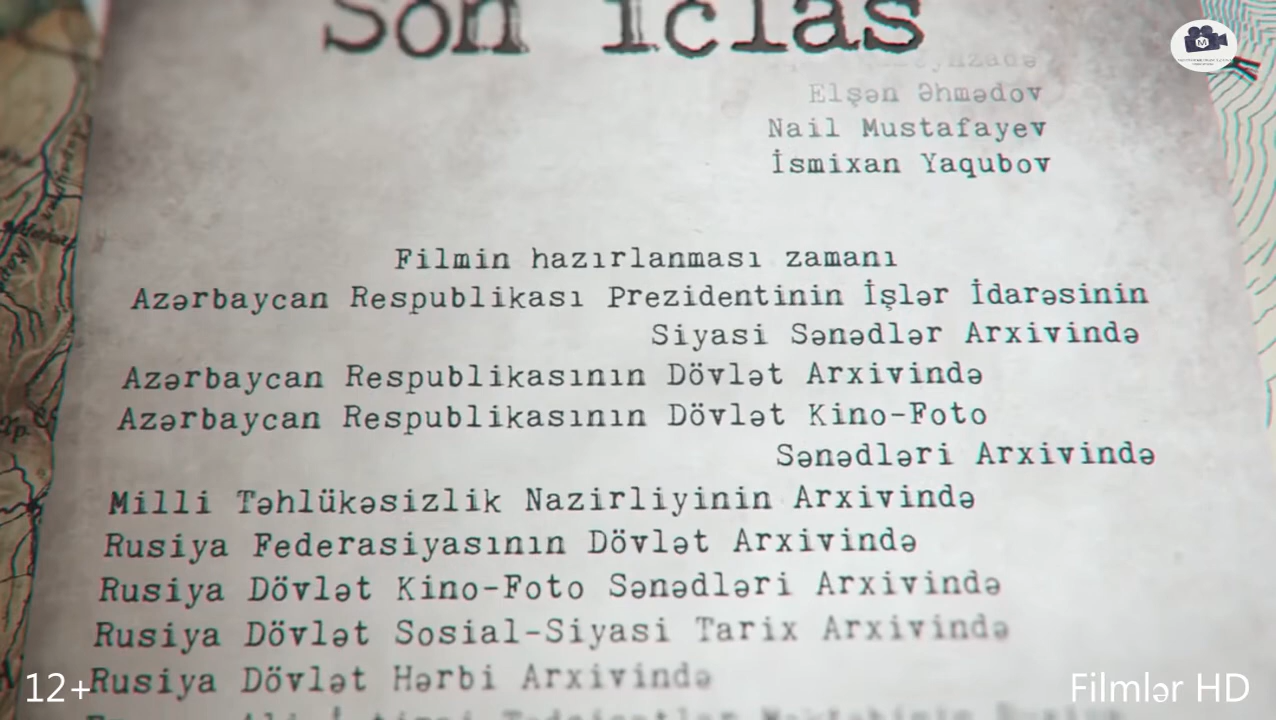 Son iclas
Elşən Əhmədov
Nail Mustafayev
İsmixan Yaqubov
Filmin hazırlanması zamanı
Azərbaycan Respublikası Prezidentinin İşlər İdarəsinin
Siyasi Sənədlər Arxivində
Azərbaycan Respublikasının Dövlət Arxivində
Azərbaycan Respublikasının Dövlət Kino-Foto
Sənədləri Arxivində
Milli Təhlükəsizlik Nazirliyinin Arxivində
Rusiya Federasiyasının Dövlət Arxivində
Rusiya Dövlət Kino-Foto Sənədləri Arxivində
Rusiya Dövlət Sosial-Siyasi Tarix Arxivində
Rusiya Dövlət Hərbi Arxivində
12+
Filmlər HD